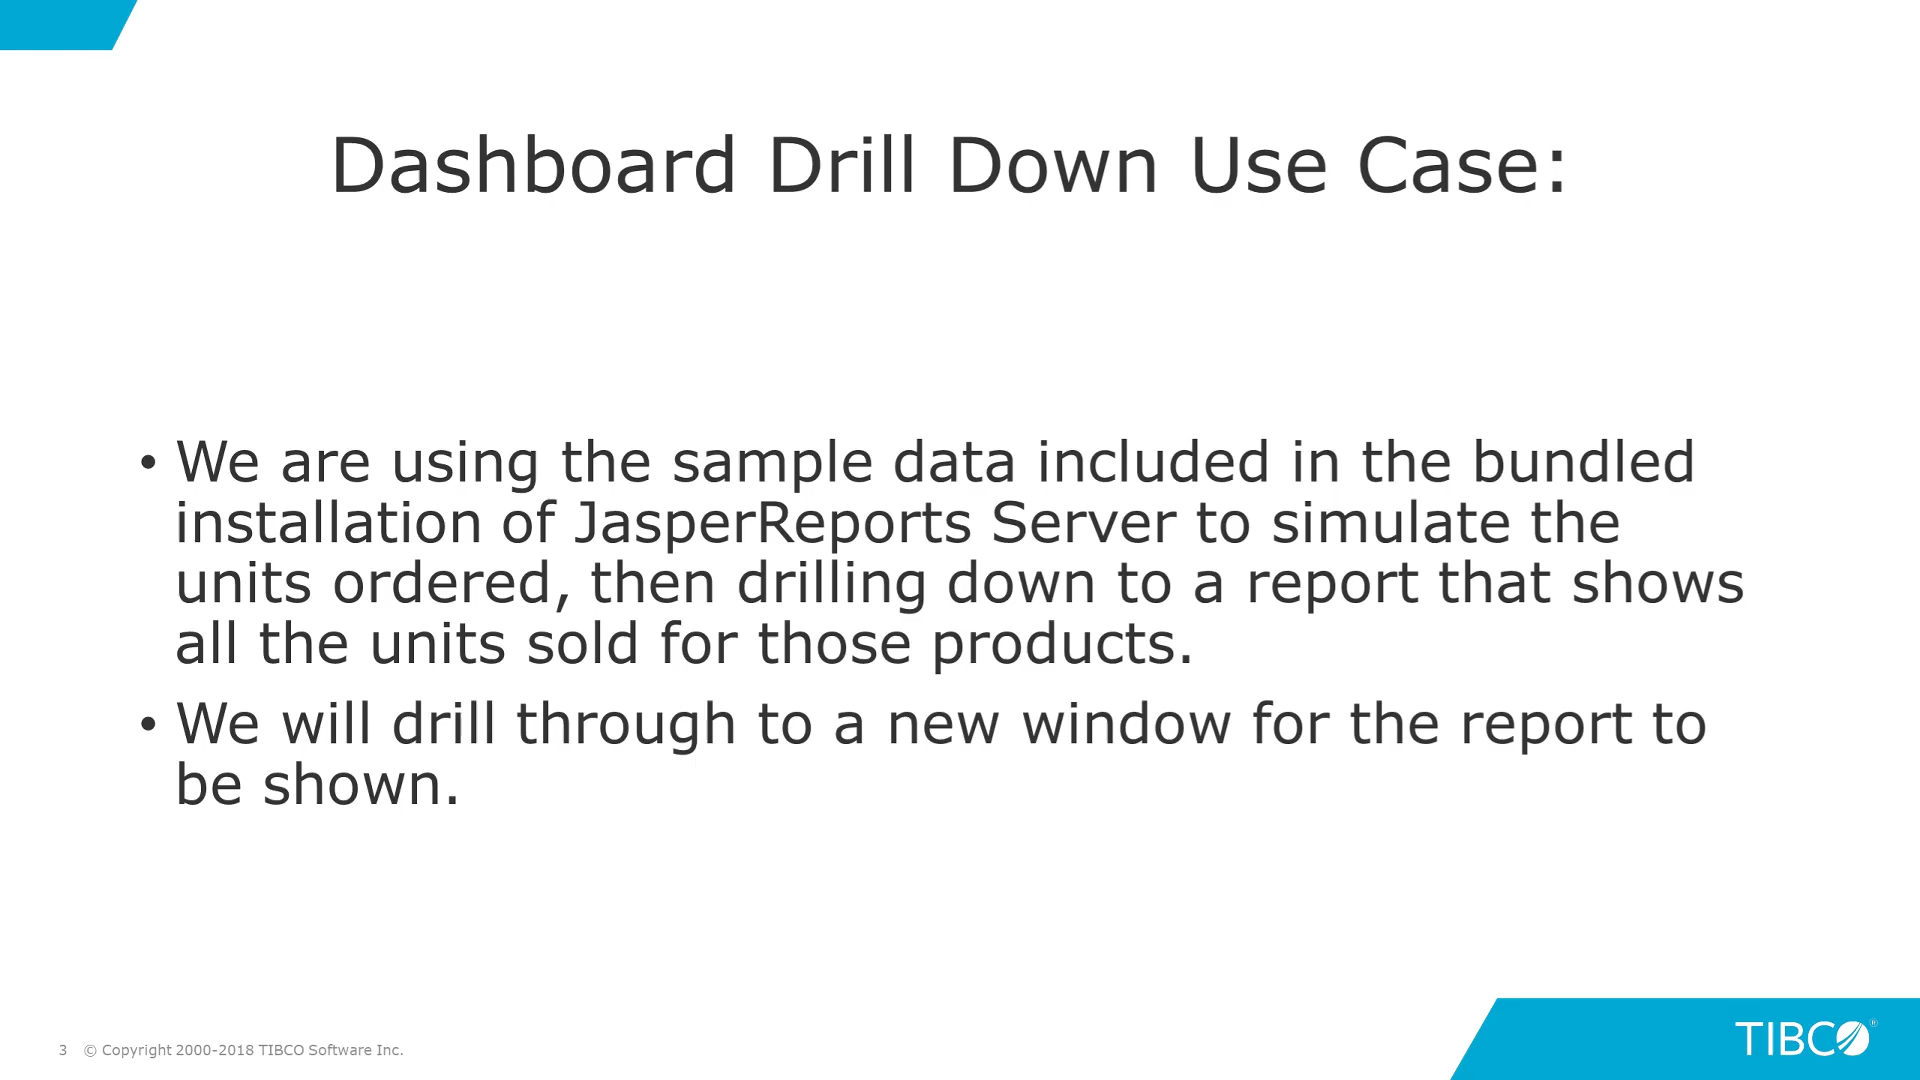 Dashboard Drill Down Use Case:
• We are using the sample data included in the bundled
installation of JasperReports Server to simulate the
units ordered, then drilling down to a report that shows
all the units sold for those products.
• We will drill through to a new window for the report to
be shown.
3 © Copyright 2000-2018 TIBCO Software Inc.
TIBCO®